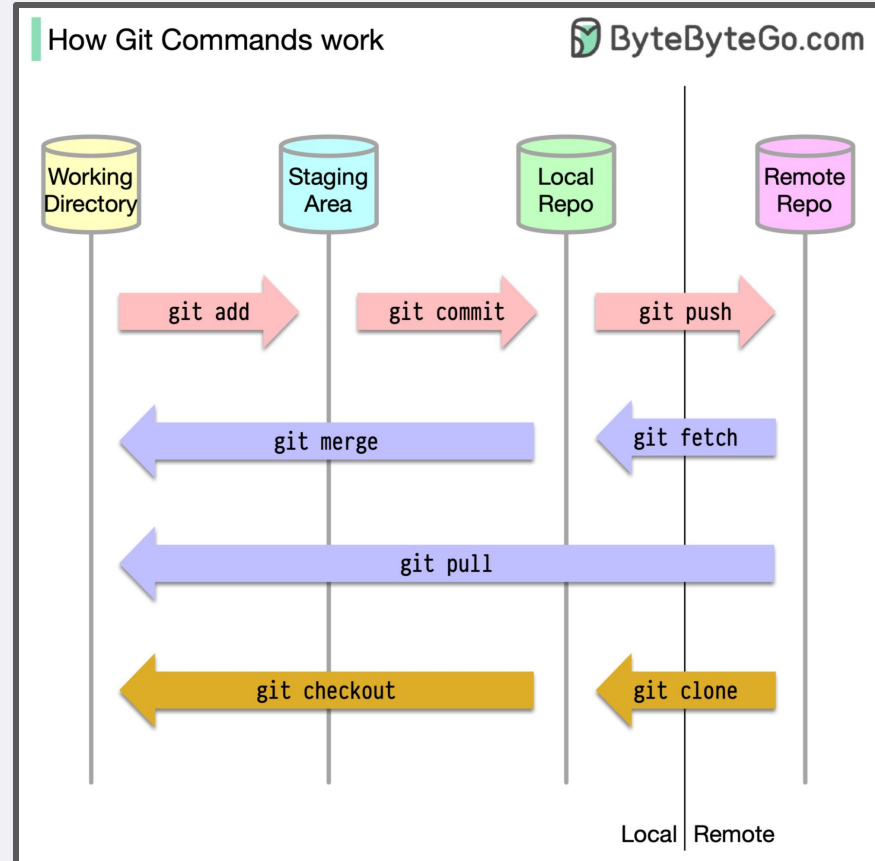 How Git Commands work
ByteByteGo.com
Working
Directory
Staging
Area
Local
Repo
Remote
Repo
git add
git commit
git push
git merge
git fetch
git pull
git checkout
git clone
Local
Remote